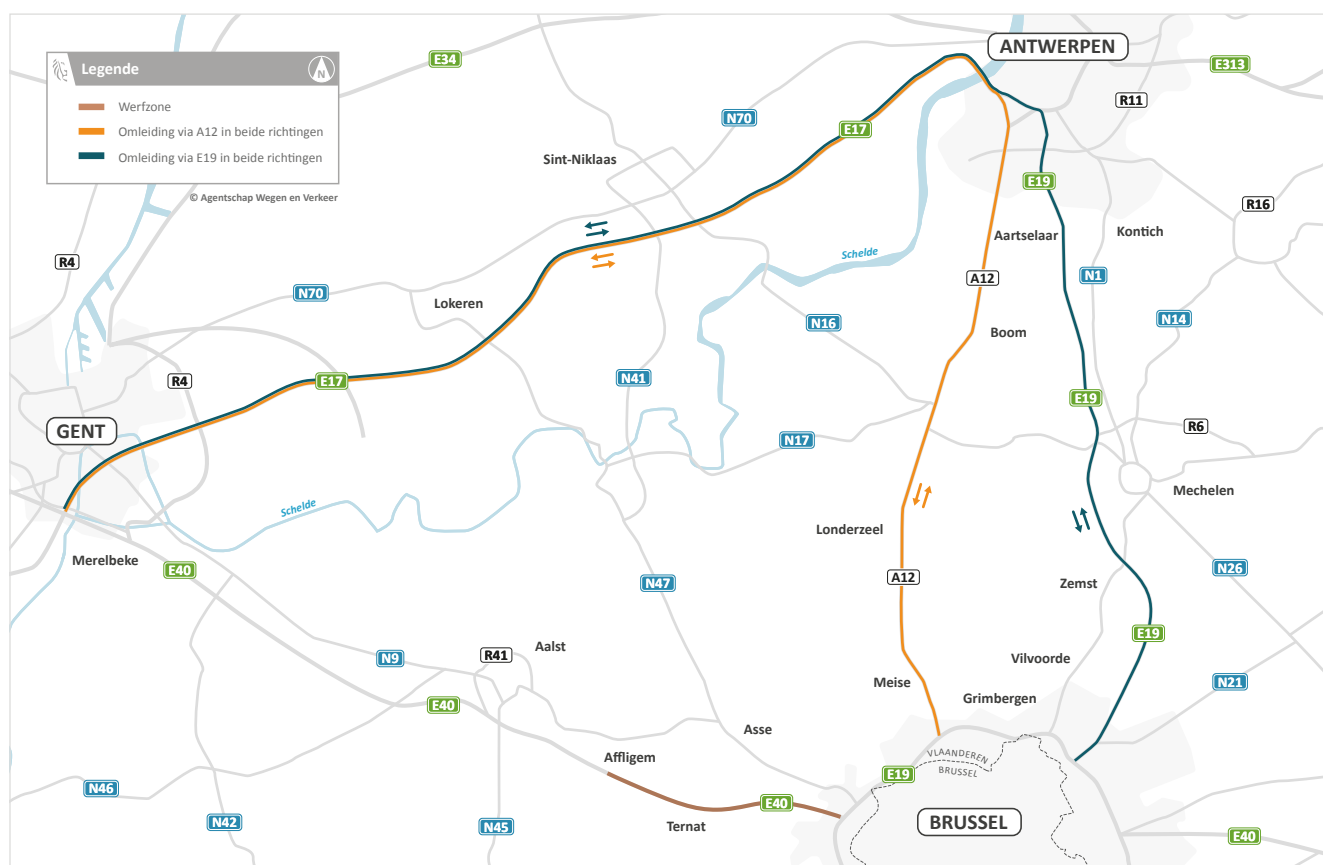 Legende
N
Werfzone
Omleiding via A12 in beide richtingen
Omleiding via E19 in beide richtingen
© Agentschap Wegen en Verkeer
E34
ANTWERPEN
E313
R11
N70
E17
Sint-Niklaas
E19
R16
Aartselaar
Kontich
R4
Schelde
A12
N1
N70
Lokeren
N16
Boom
N14
R4
E17
N41
E19
GENT
N17
R6
Mechelen
Schelde
Londerzeel
Merelbeke
E40
N47
A12
Zemst
N26
E19
Aalst
R41
N9
Vilvoorde
Meise
Grimbergen
N21
E40
Asse
Affligem
VLAANDEREN
BRUSSEL
E19
N46
E40
N42
N45
Ternat
BRUSSEL
E40